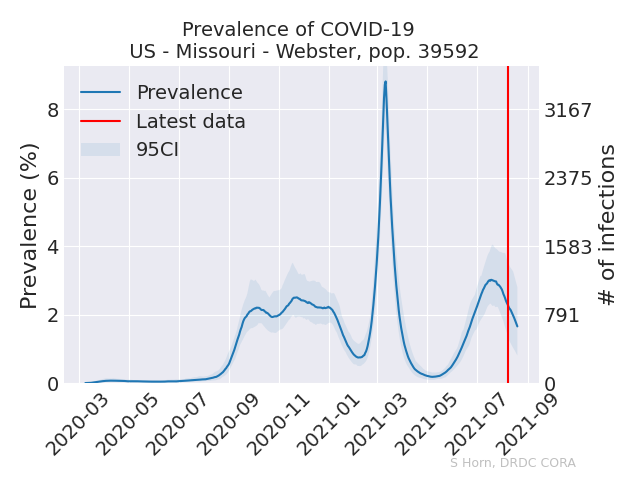 Prevalence of COVID-19
US - Missouri - Webster, pop. 39592
Prevalence
Latest data
95CI
Prevalence (%)
8
6
4
2
0
3167
2375
1583
791
0
# of infections
2020-03
2020-05
2020-07
2020-09
2020-11
2021-01
2021-03
2021-05
2021-07
2021-09
S Horn, DRDC CORA